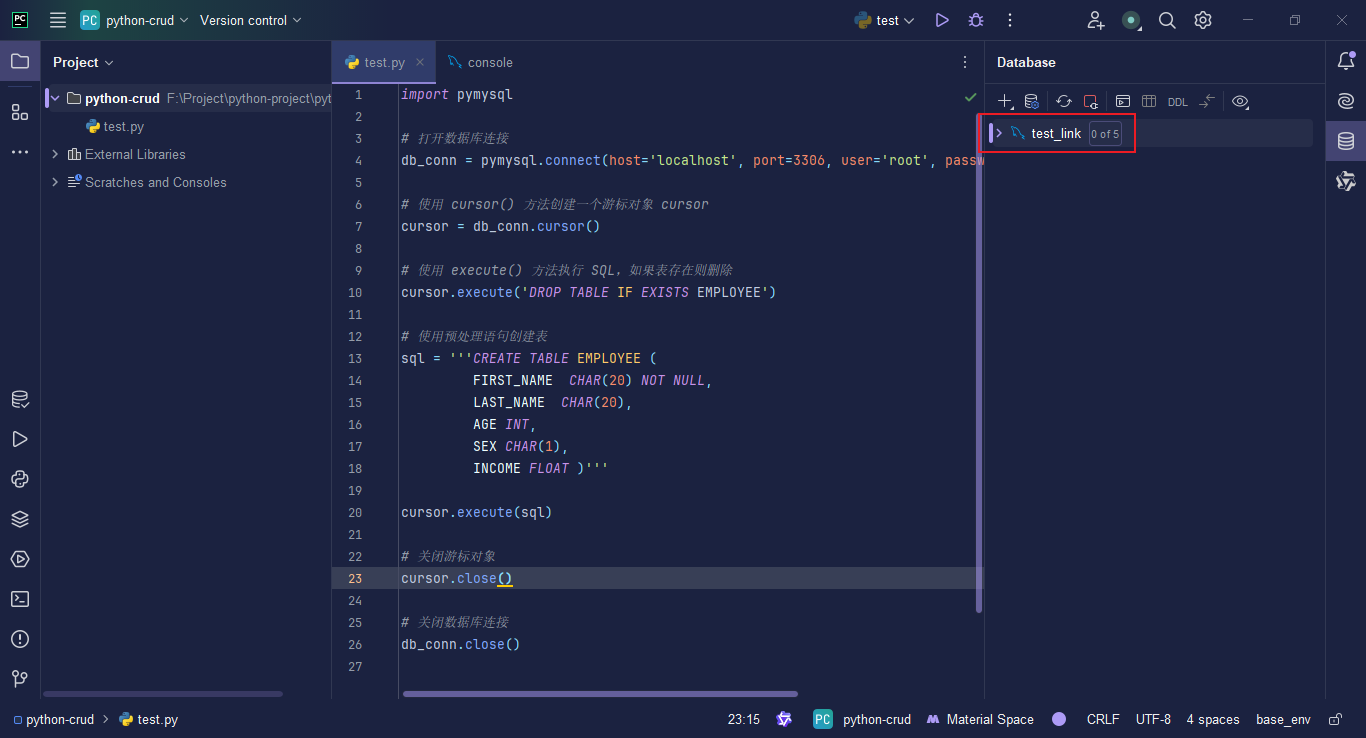 PC
PC python-crud
Version control
test
Project
test.py
console
Database
python-crud F:\Project\python-project\pyt
test.py
External Libraries
Scratches and Consoles
1 import pymysql
2
3 # 打开数据库连接
4 db_conn = pymysql.connect(host='localhost', port=3306, user='root', passw
5
6 # 使用 cursor() 方法创建一个游标对象 cursor
7 cursor = db_conn.cursor()
8
9 # 使用 execute() 方法执行 SQL，如果表存在则删除
10 cursor.execute('DROP TABLE IF EXISTS EMPLOYEE')
11
12 # 使用预处理语句创建表
13 sql = '''CREATE TABLE EMPLOYEE (
14 FIRST_NAME  CHAR(20) NOT NULL,
15 LAST_NAME  CHAR(20),
16 AGE INT,
17 SEX CHAR(1),
18 INCOME FLOAT )'''
19
20 cursor.execute(sql)
21
22 # 关闭游标对象
23 cursor.close()
24
25 # 关闭数据库连接
26 db_conn.close()
27
DDL
test_link 0 of 5
python-crud
test.py
23:15
PC python-crud
Material Space
CRLF
UTF-8
4 spaces
base_env